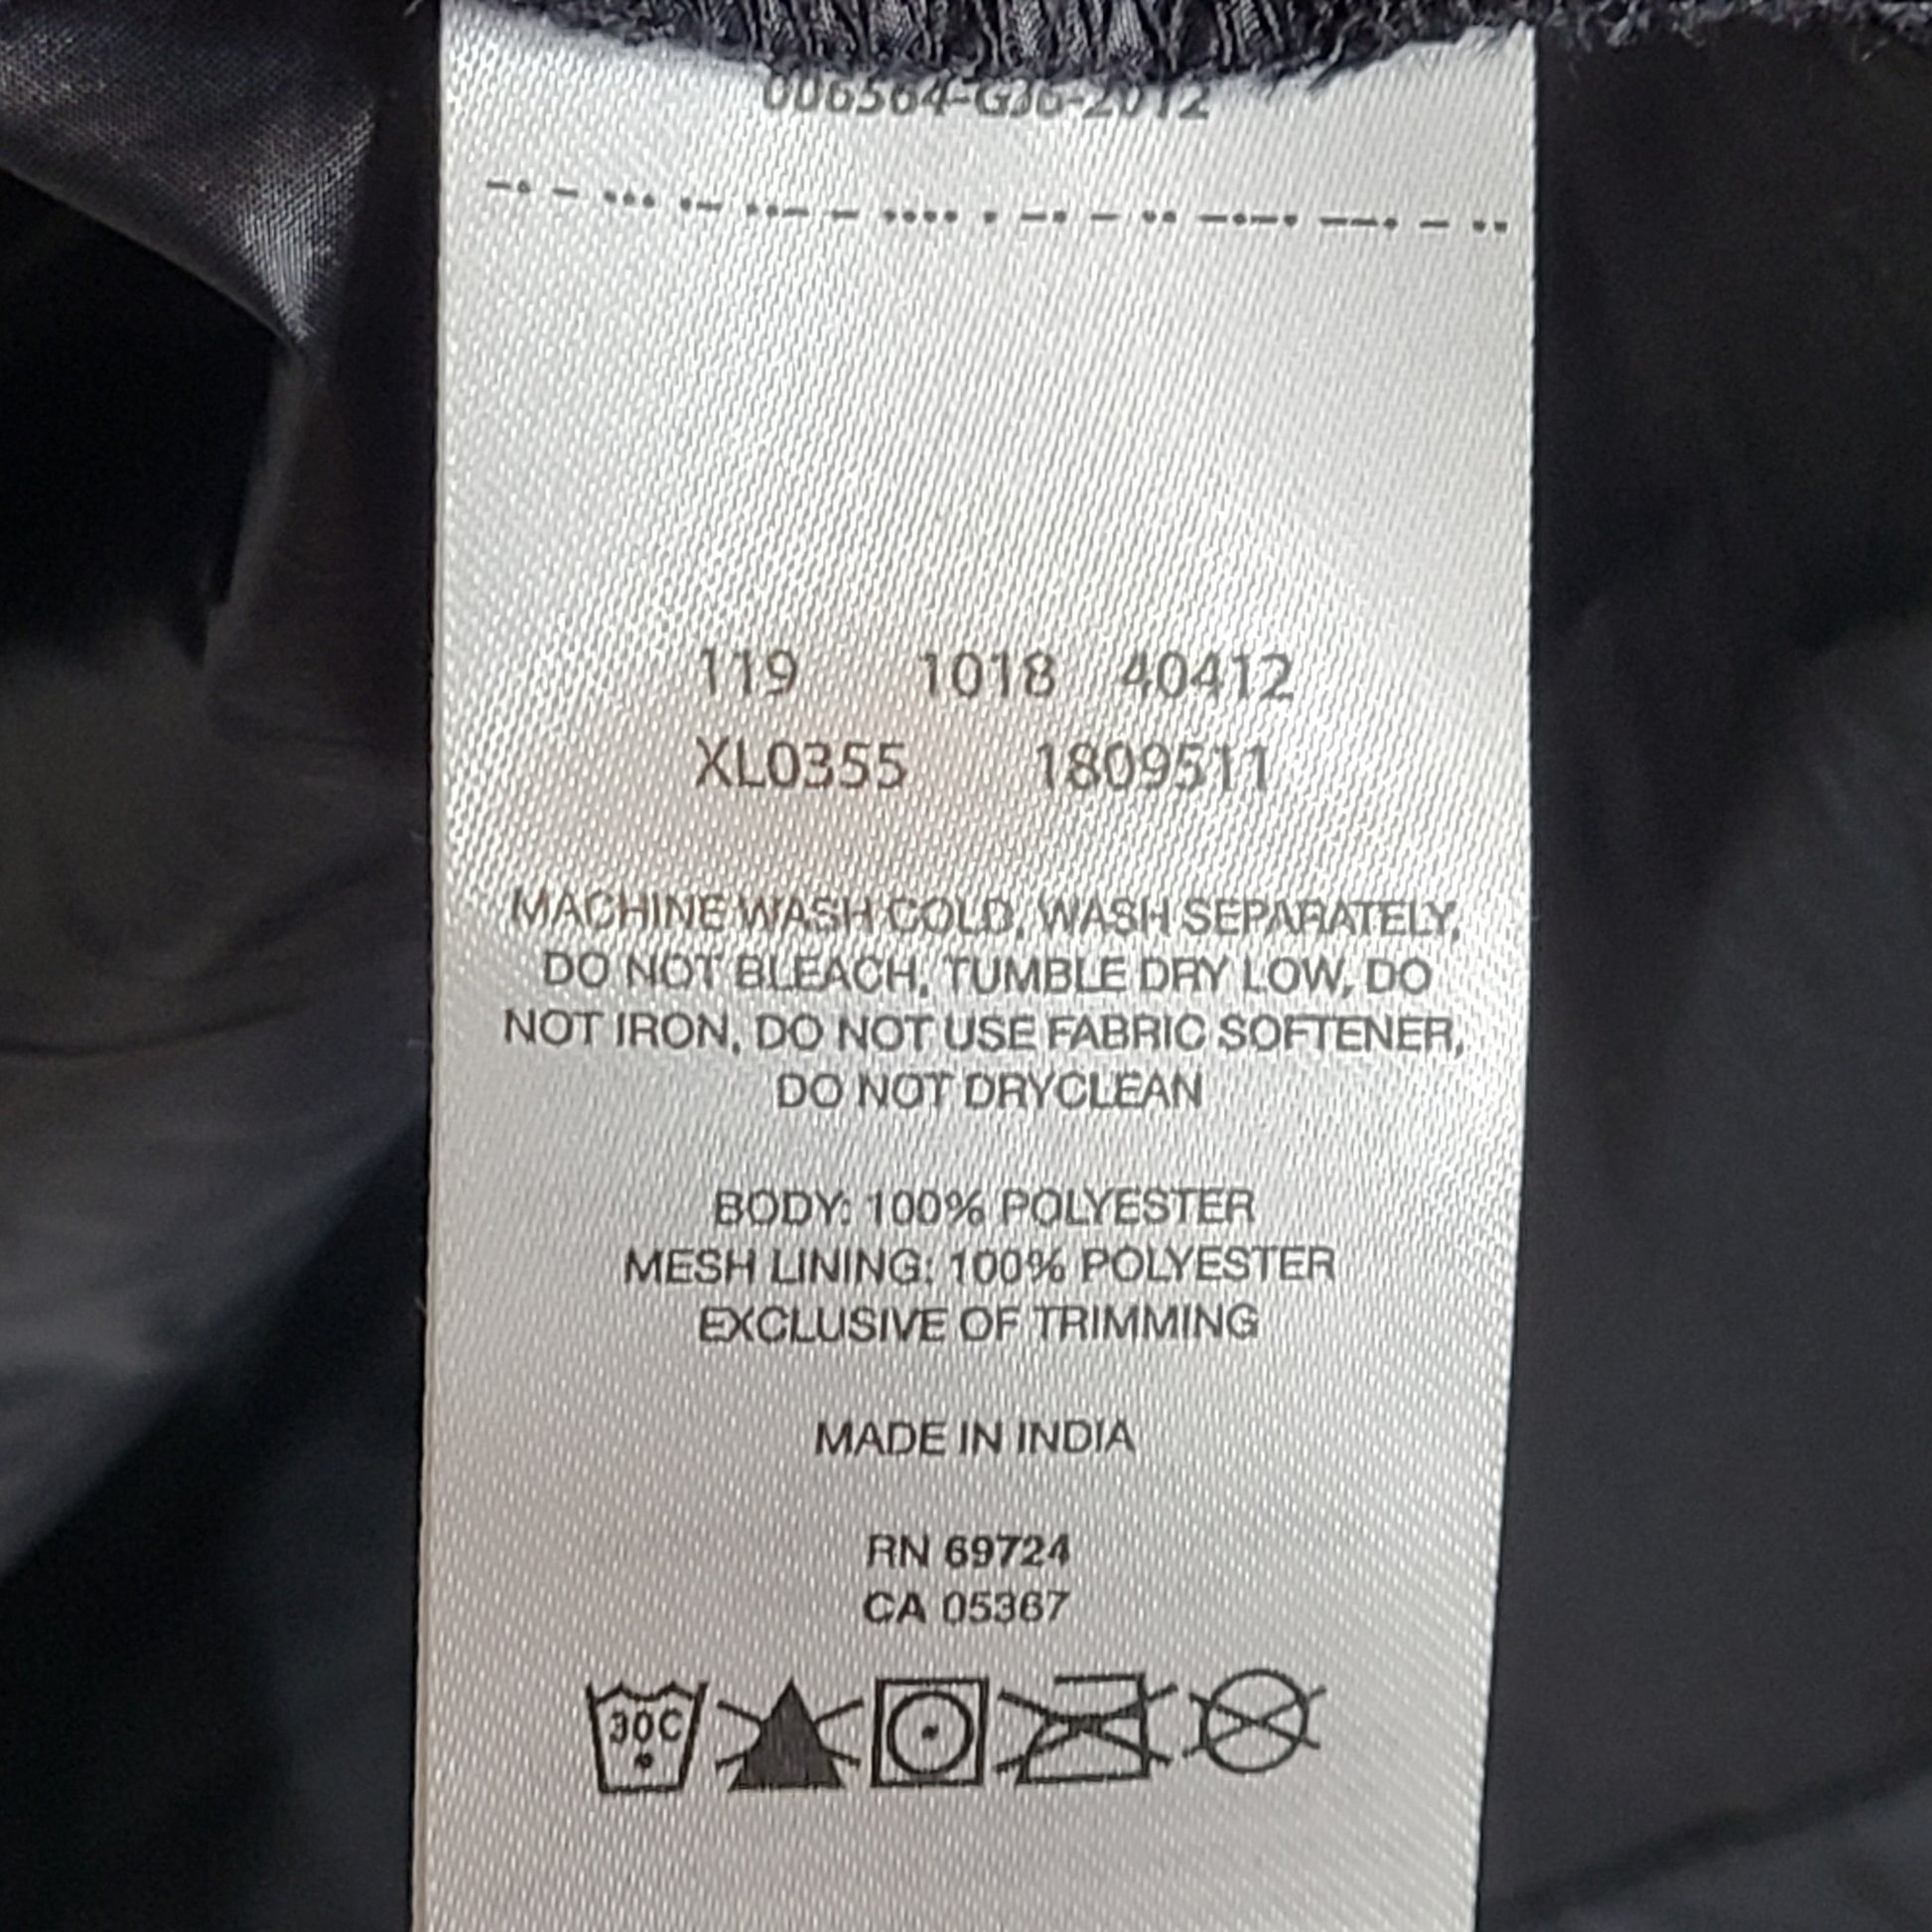 119 1018 40412
XL0355 1809511
MACHINE WASH COLD, WASH SEPARATELY,
DO NOT BLEACH, TUMBLE DRY LOW, DO
NOT IRON, DO NOT USE FABRIC SOFTENER,
DO NOT DRYCLEAN
BODY: 100% POLYESTER
MESH LINING: 100% POLYESTER
EXCLUSIVE OF TRIMMING
MADE IN INDIA
RN 69724
CA 05367
30C